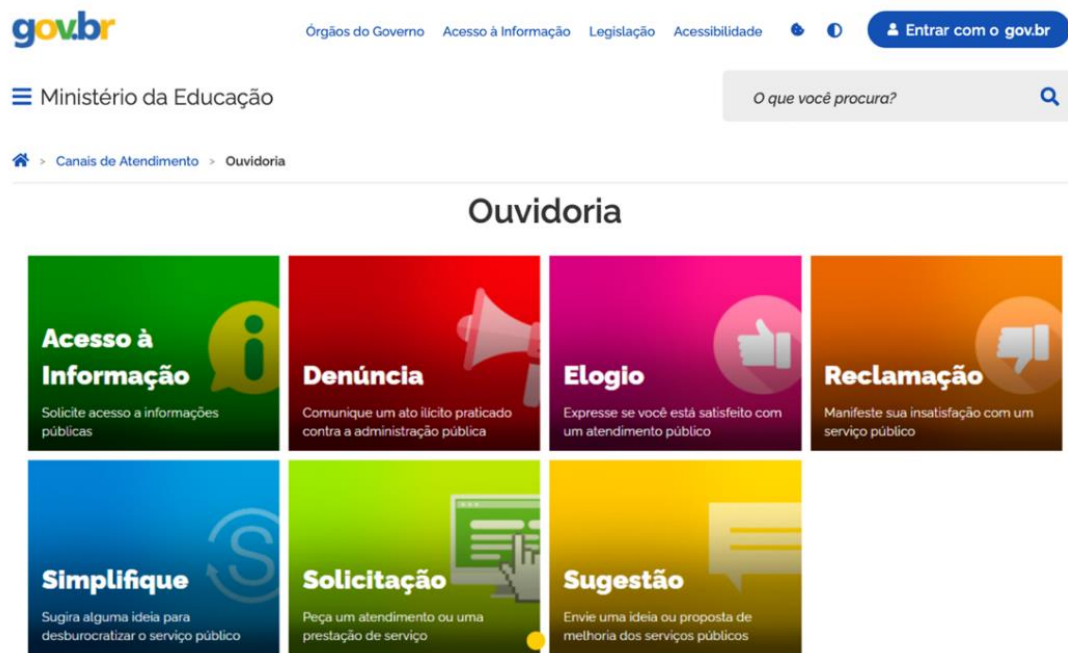 gov.br
Órgãos do Governo Acesso à Informação Legislação Acessibilidade
Entrar com o gov.br
Ministério da Educação
O que você procura?
> Canais de Atendimento > Ouvidoria
Ouvidoria
Acesso à
Informação
Solicite acesso a informações
públicas
Denúncia
Comunique um ato ilícito praticado
contra a administração pública
Elogio
Expresse se você está satisfeito com
um atendimento público
Reclamação
Manifeste sua insatisfação com um
serviço público
Simplifique
Sugira alguma ideia para
desburocratizar o serviço público
Solicitação
Peça um atendimento ou uma
prestação de serviço
Sugestão
Envie uma ideia ou proposta de
melhoria dos serviços públicos